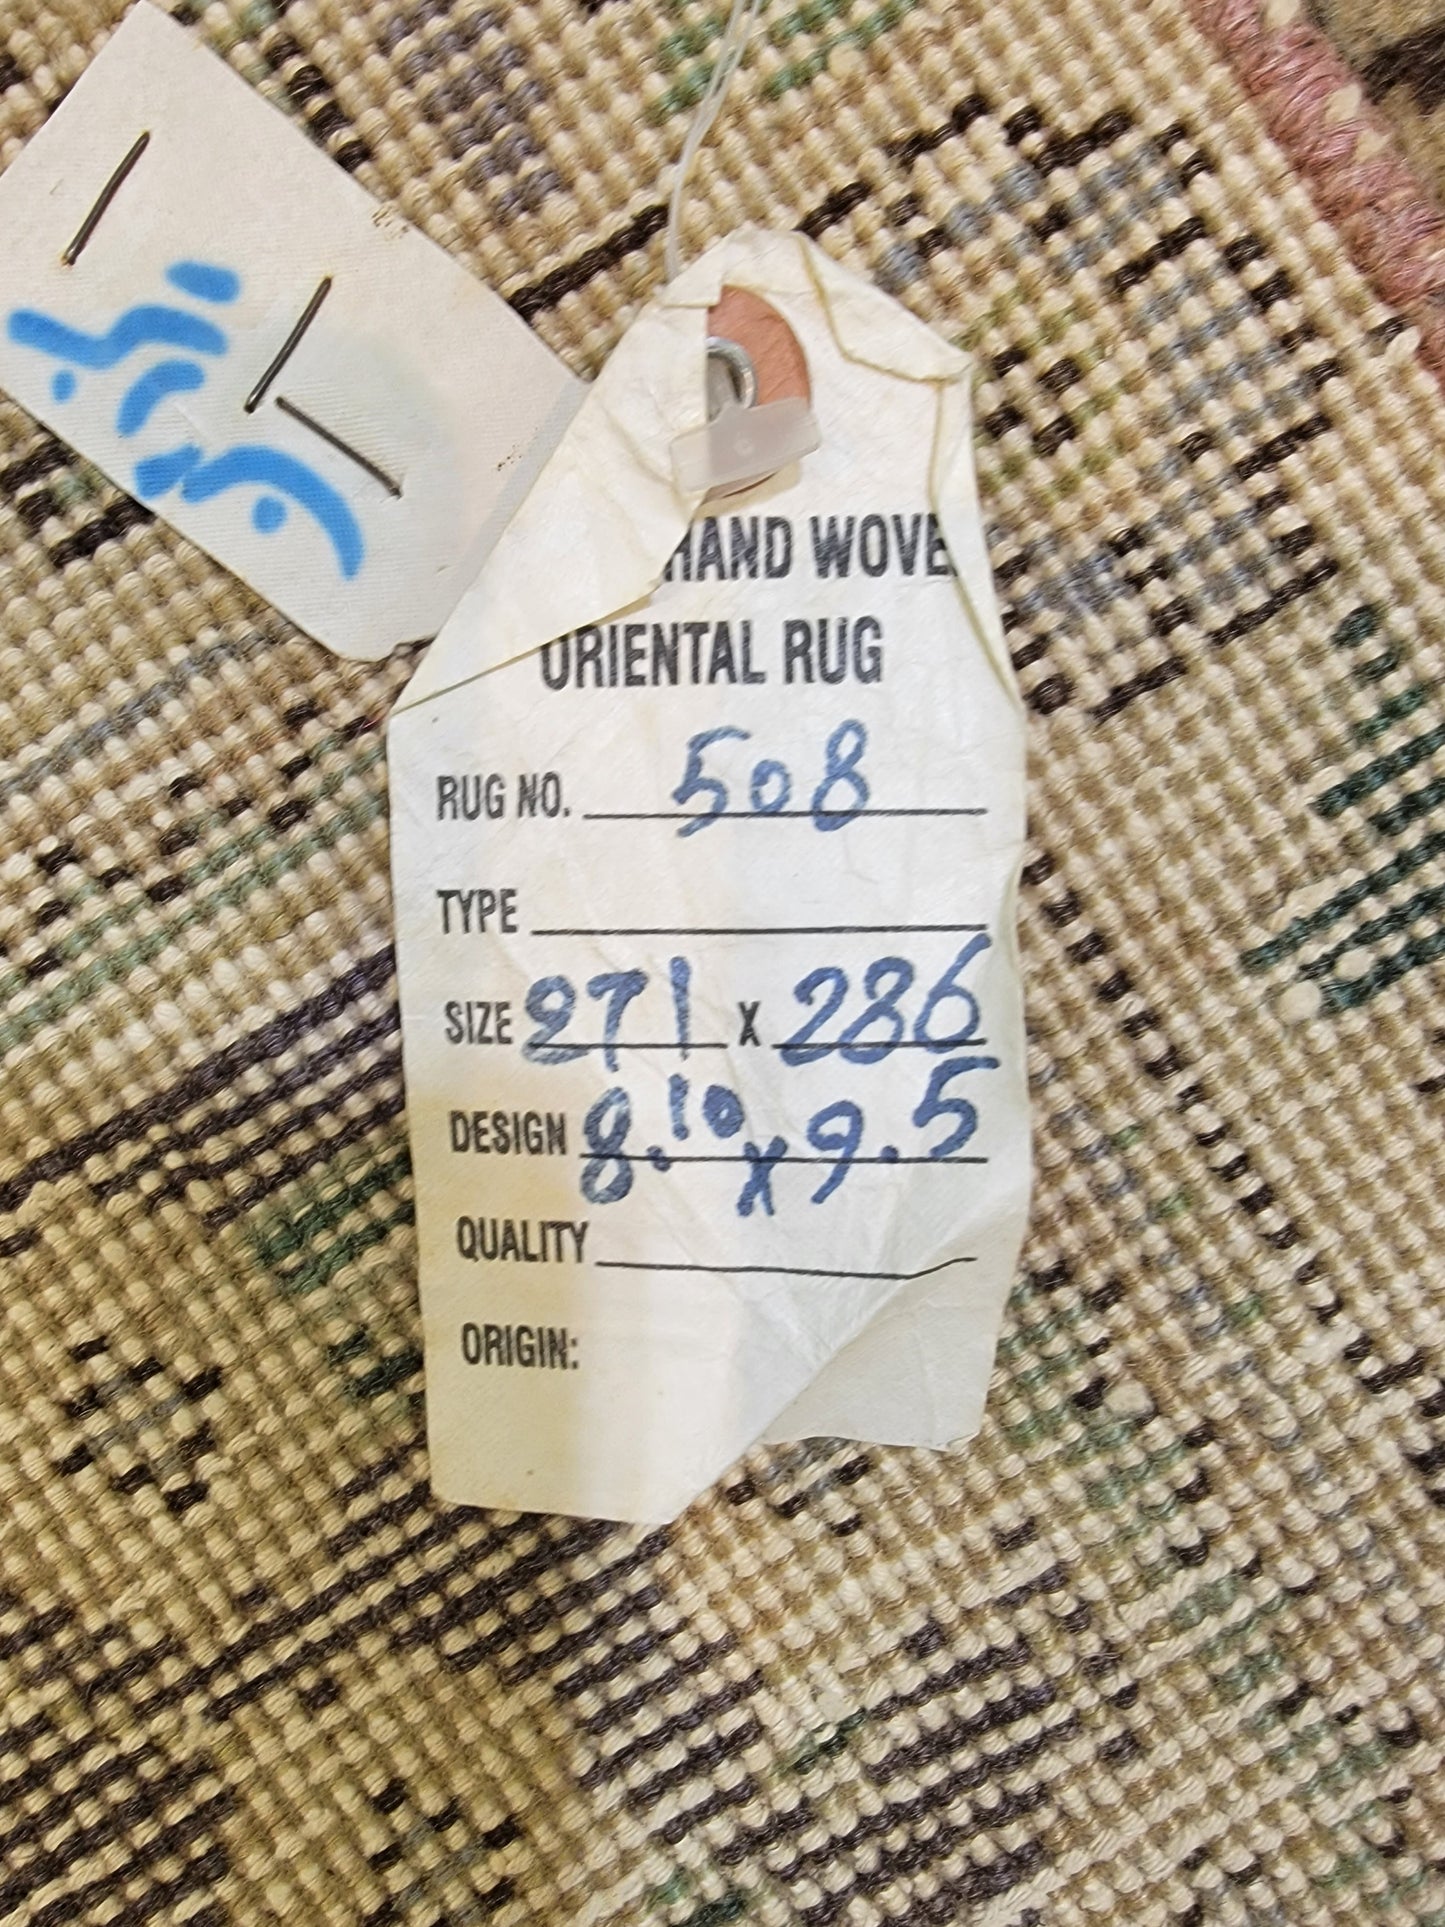 HAND WOVE
ORIENTAL RUG
RUG NO. 508
TYPE
SIZE 271 x 286
DESIGN 8.10 x 9.5
QUALITY
ORIGIN: